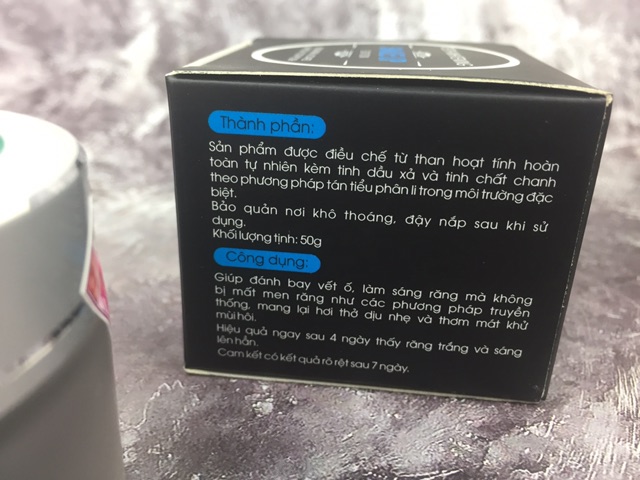 Thành phần:
Sản phẩm được điều chế từ than hoạt tính hoàn
toàn tự nhiên kèm tinh dầu xả và tinh chất chanh
theo phương pháp tán tiểu phân li trong môi trường đặc
biệt.
Bảo quản nơi khô thoáng, đậy nắp sau khi sử
dụng.
Khối lượng tịnh: 50g
Công dụng:
Giúp đánh bay vết ố, làm sáng răng mà không
bị mất men răng như các phương pháp truyền
thống, mang lại hơi thở dịu nhẹ và thơm mát khử
mùi hôi.
Hiệu quả ngay sau 4 ngày thấy răng trắng và sáng
lên hẳn.
Cam kết có kết quả rõ rệt sau 7 ngày.